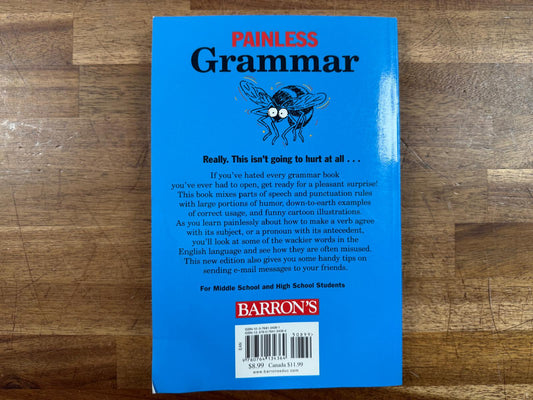 PAINLESS
Grammar
Really. This isn't going to hurt at all . . .
If you've hated every grammar book
you've ever had to open, get ready for a pleasant surprise!
This book mixes parts of speech and punctuation rules
with large portions of humor, down-to-earth examples
of correct usage, and funny cartoon illustrations.
As you learn painlessly about how to make a verb agree
with its subject, or a pronoun with its antecedent,
you'll look at some of the wackier words in the
English language and see how they are often misused.
This new edition also gives you some handy tips on
sending e-mail messages to your friends.
For Middle School and High School Students
BARRON'S
50899
9 780764 134364
$8.99 Canada $11.99
www.barronseduc.com